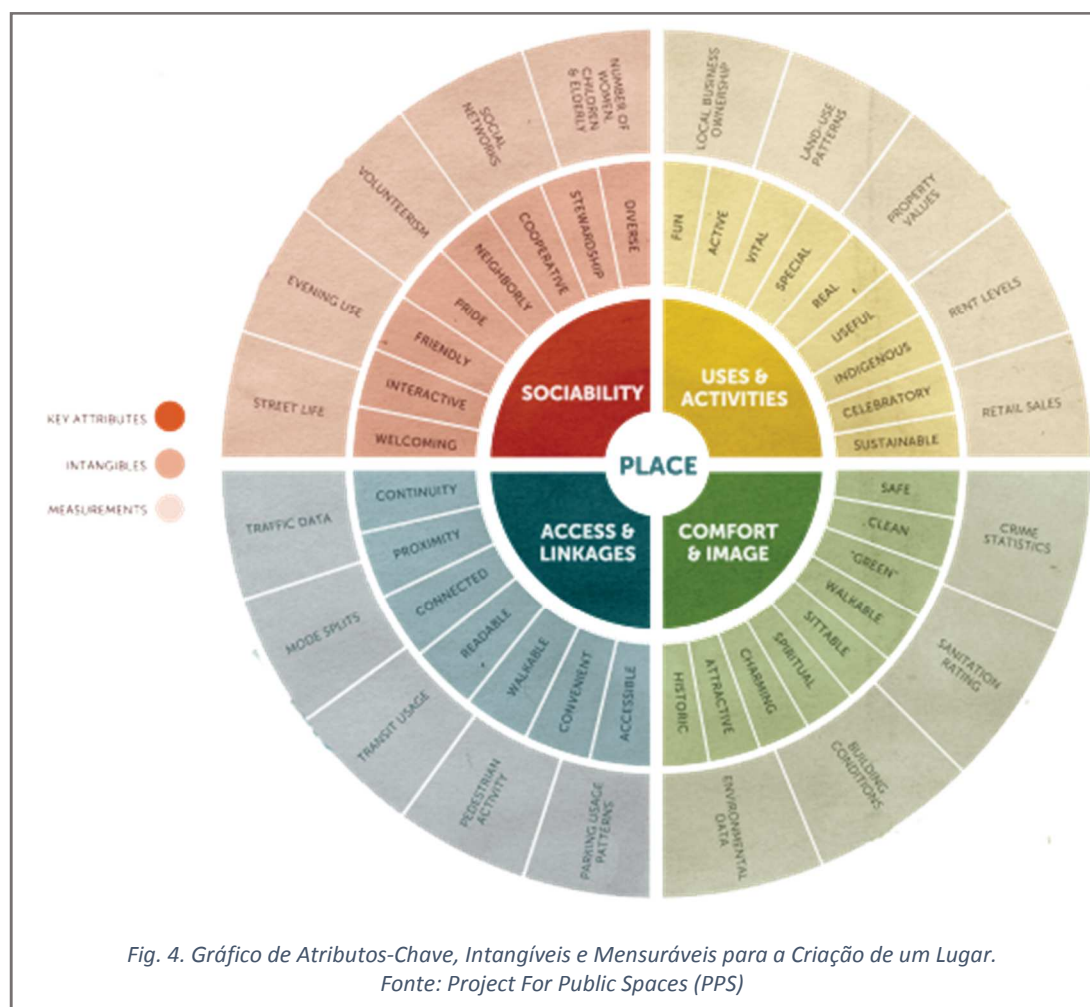 NUMBER OF
WOMEN,
CHILDREN
& ELDERLY
SOCIAL
NETWORKS
VOLUNTEERISM
EVENING USE
STREET LIFE
DIVERSE
STEWARDSHIP
COOPERATIVE
NEIGHBORLY
PRIDE
FRIENDLY
INTERACTIVE
WELCOMING
SOCIABILITY
LOCAL BUSINESS
OWNERSHIP
LAND-USE
PATTERNS
PROPERTY
VALUES
RENT LEVELS
RETAIL SALES
FUN
ACTIVE
VITAL
SPECIAL
REAL
USEFUL
INDIGENOUS
CELEBRATORY
SUSTAINABLE
USES &
ACTIVITIES
KEY ATTRIBUTES
INTANGIBLES
MEASUREMENTS
PLACE
ACCESS &
LINKAGES
CONTINUITY
PROXIMITY
CONNECTED
READABLE
WALKABLE
CONVENIENT
ACCESSIBLE
TRAFFIC DATA
MODE SPLITS
TRANSIT USAGE
PEDESTRIAN
ACTIVITY
PARKING USAGE
PATTERNS
COMFORT
& IMAGE
SAFE
CLEAN
"GREEN"
WALKABLE
SITTABLE
SPIRITUAL
CHARMING
ATTRACTIVE
HISTORIC
CRIME
STATISTICS
SANITATION
RATING
BUILDING
CONDITIONS
ENVIRONMENTAL
DATA
Fig. 4. Gráfico de Atributos-Chave, Intangíveis e Mensuráveis para a Criação de um Lugar.
Fonte: Project For Public Spaces (PPS)